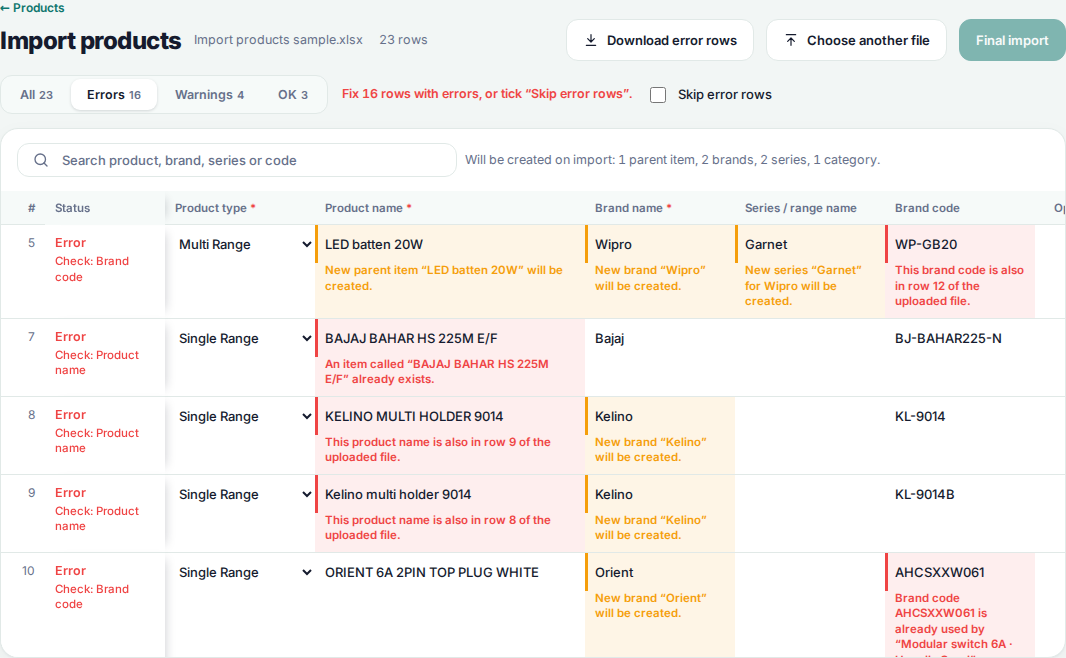 ← Products
Import products Import products sample.xlsx 23 rows Download error rows Choose another file Final import
All 23 Errors 16 Warnings 4 OK 3 Fix 16 rows with errors, or tick “Skip error rows”. Skip error rows
Search product, brand, series or code Will be created on import: 1 parent item, 2 brands, 2 series, 1 category.
# Status Product type * Product name * Brand name * Series / range name Brand code
5 Error Multi Range LED batten 20W Wipro Garnet WP-GB20
Check: Brand code
New parent item “LED batten 20W” will be created.
New brand “Wipro” will be created.
New series “Garnet” for Wipro will be created.
This brand code is also in row 12 of the uploaded file.
7 Error Single Range BAJAJ BAHAR HS 225M E/F Bajaj BJ-BAHAR225-N
Check: Product name
An item called “BAJAJ BAHAR HS 225M E/F” already exists.
8 Error Single Range KELINO MULTI HOLDER 9014 Kelino KL-9014
Check: Product name
This product name is also in row 9 of the uploaded file.
New brand “Kelino” will be created.
9 Error Single Range Kelino multi holder 9014 Kelino KL-9014B
Check: Product name
This product name is also in row 8 of the uploaded file.
New brand “Kelino” will be created.
10 Error Single Range ORIENT 6A 2PIN TOP PLUG WHITE Orient AHCSXXW061
Check: Brand code
New brand “Orient” will be created.
Brand code AHCSXXW061 is already used by “Modular switch 6A ·